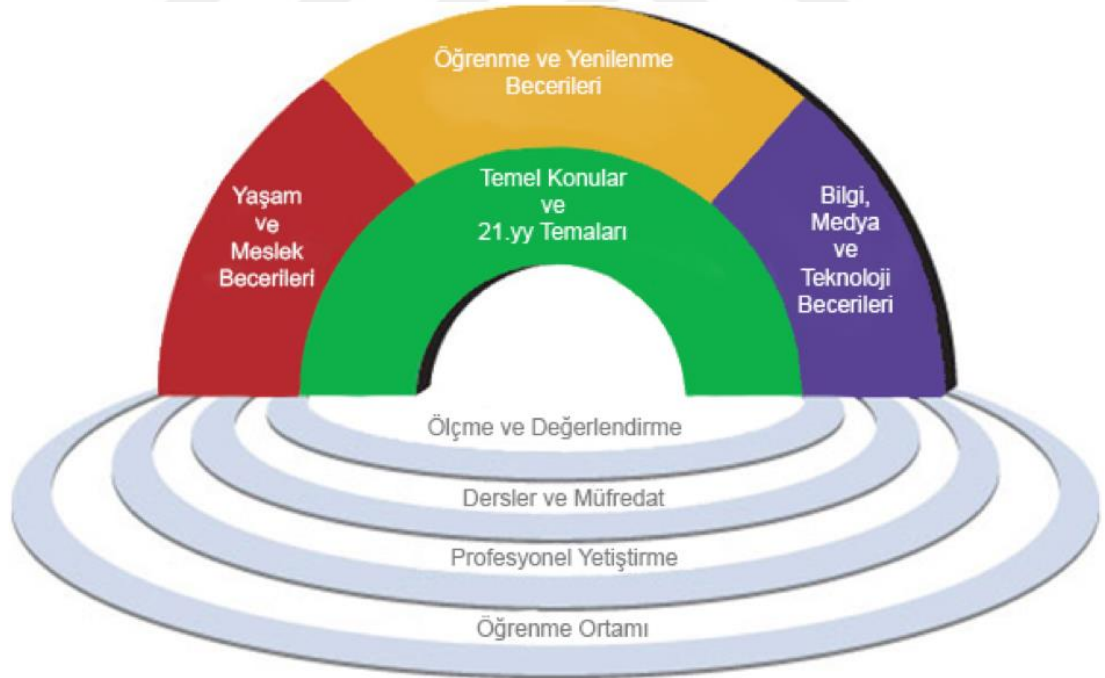 Öğrenme ve Yenilenme
Becerileri
Yaşam
ve
Meslek
Becerileri
Temel Konular
ve
21.yy Temaları
Bilgi,
Medya
ve
Teknoloji
Becerileri
Ölçme ve Değerlendirme
Dersler ve Müfredat
Profesyonel Yetiştirme
Öğrenme Ortamı